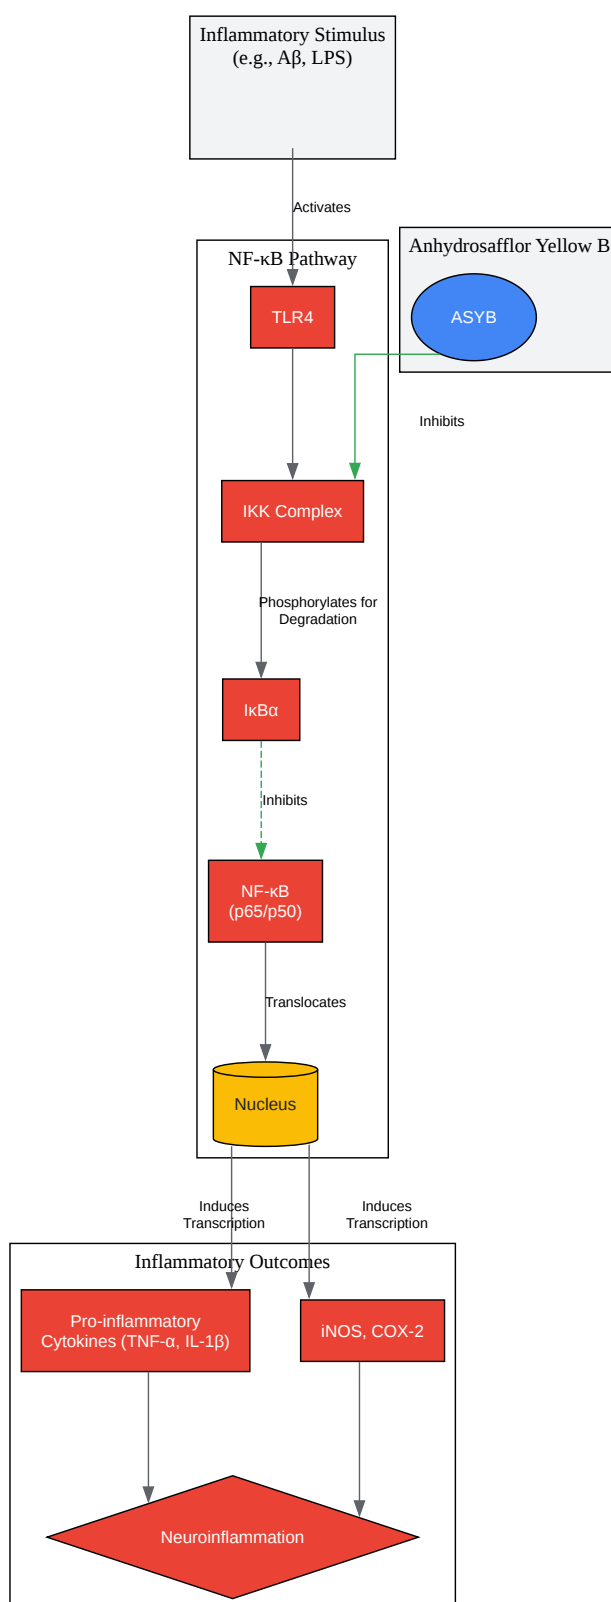 Inflammatory Stimulus
(e.g., Aβ, LPS)
Activates
NF-κB Pathway
Anhydrosafflor Yellow B
TLR4
ASYB
Inhibits
IKK Complex
Phosphorylates for
Degradation
IκBα
Inhibits
NF-κB
(p65/p50)
Translocates
Nucleus
Induces
Transcription
Induces
Transcription
Inflammatory Outcomes
Pro-inflammatory
Cytokines (TNF-α, IL-1β)
iNOS, COX-2
Neuroinflammation